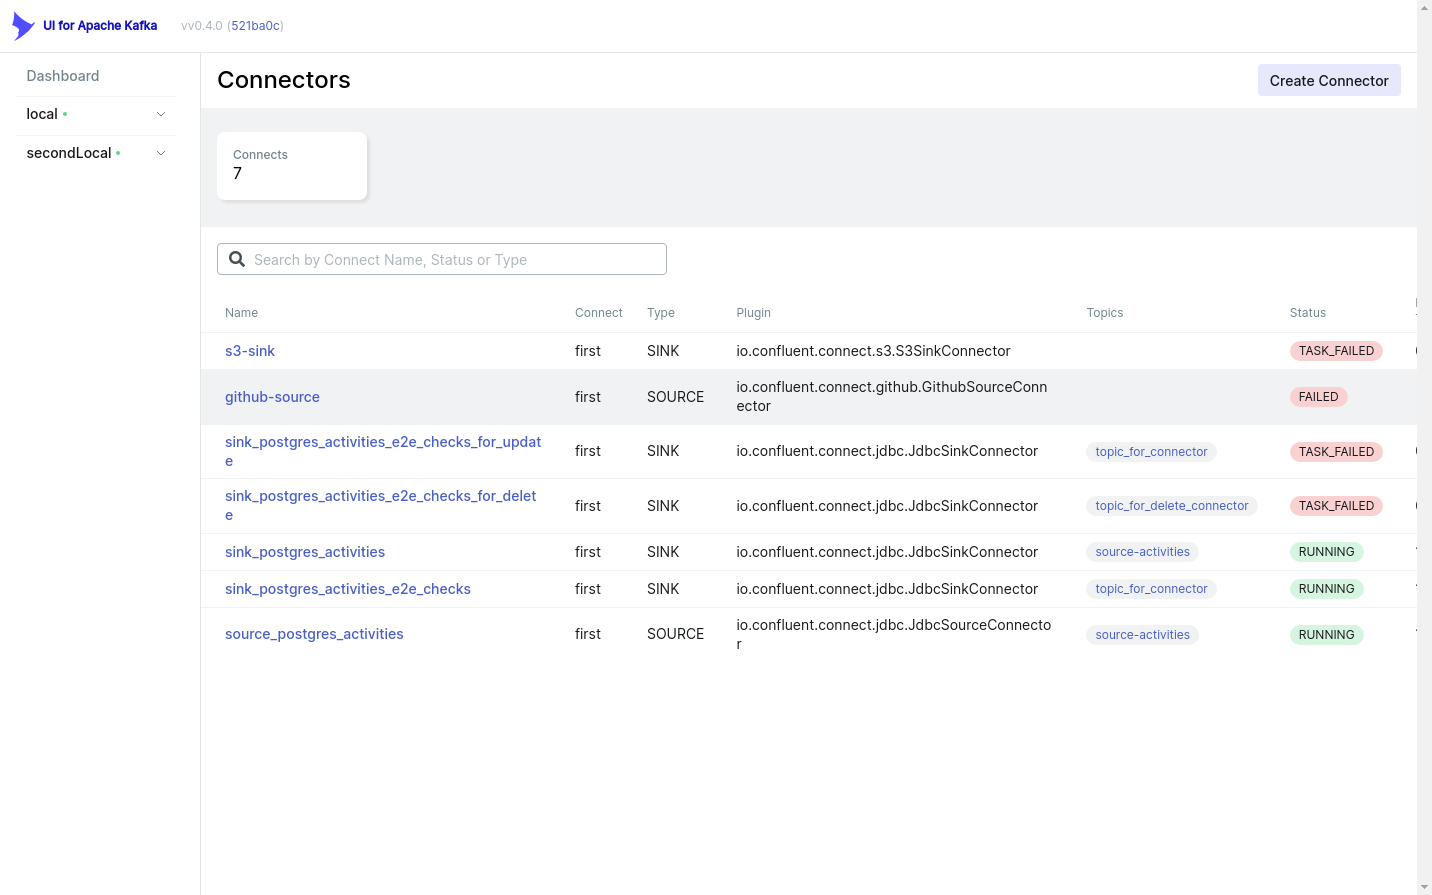 UI for Apache Kafka vv0.4.0 (521ba0c)
Dashboard
local
secondLocal
Connectors
Create Connector
Connects
7
Search by Connect Name, Status or Type
Name Connect Type Plugin Topics Status
s3-sink first SINK io.confluent.connect.s3.S3SinkConnector TASK_FAILED
github-source first SOURCE io.confluent.connect.github.GithubSourceConn
ector FAILED
sink_postgres_activities_e2e_checks_for_updat
e first SINK io.confluent.connect.jdbc.JdbcSinkConnector topic_for_connector TASK_FAILED
sink_postgres_activities_e2e_checks_for_delet
e first SINK io.confluent.connect.jdbc.JdbcSinkConnector topic_for_delete_connector TASK_FAILED
sink_postgres_activities first SINK io.confluent.connect.jdbc.JdbcSinkConnector source-activities RUNNING
sink_postgres_activities_e2e_checks first SINK io.confluent.connect.jdbc.JdbcSinkConnector topic_for_connector RUNNING
source_postgres_activities first SOURCE io.confluent.connect.jdbc.JdbcSourceConnecto
r source-activities RUNNING